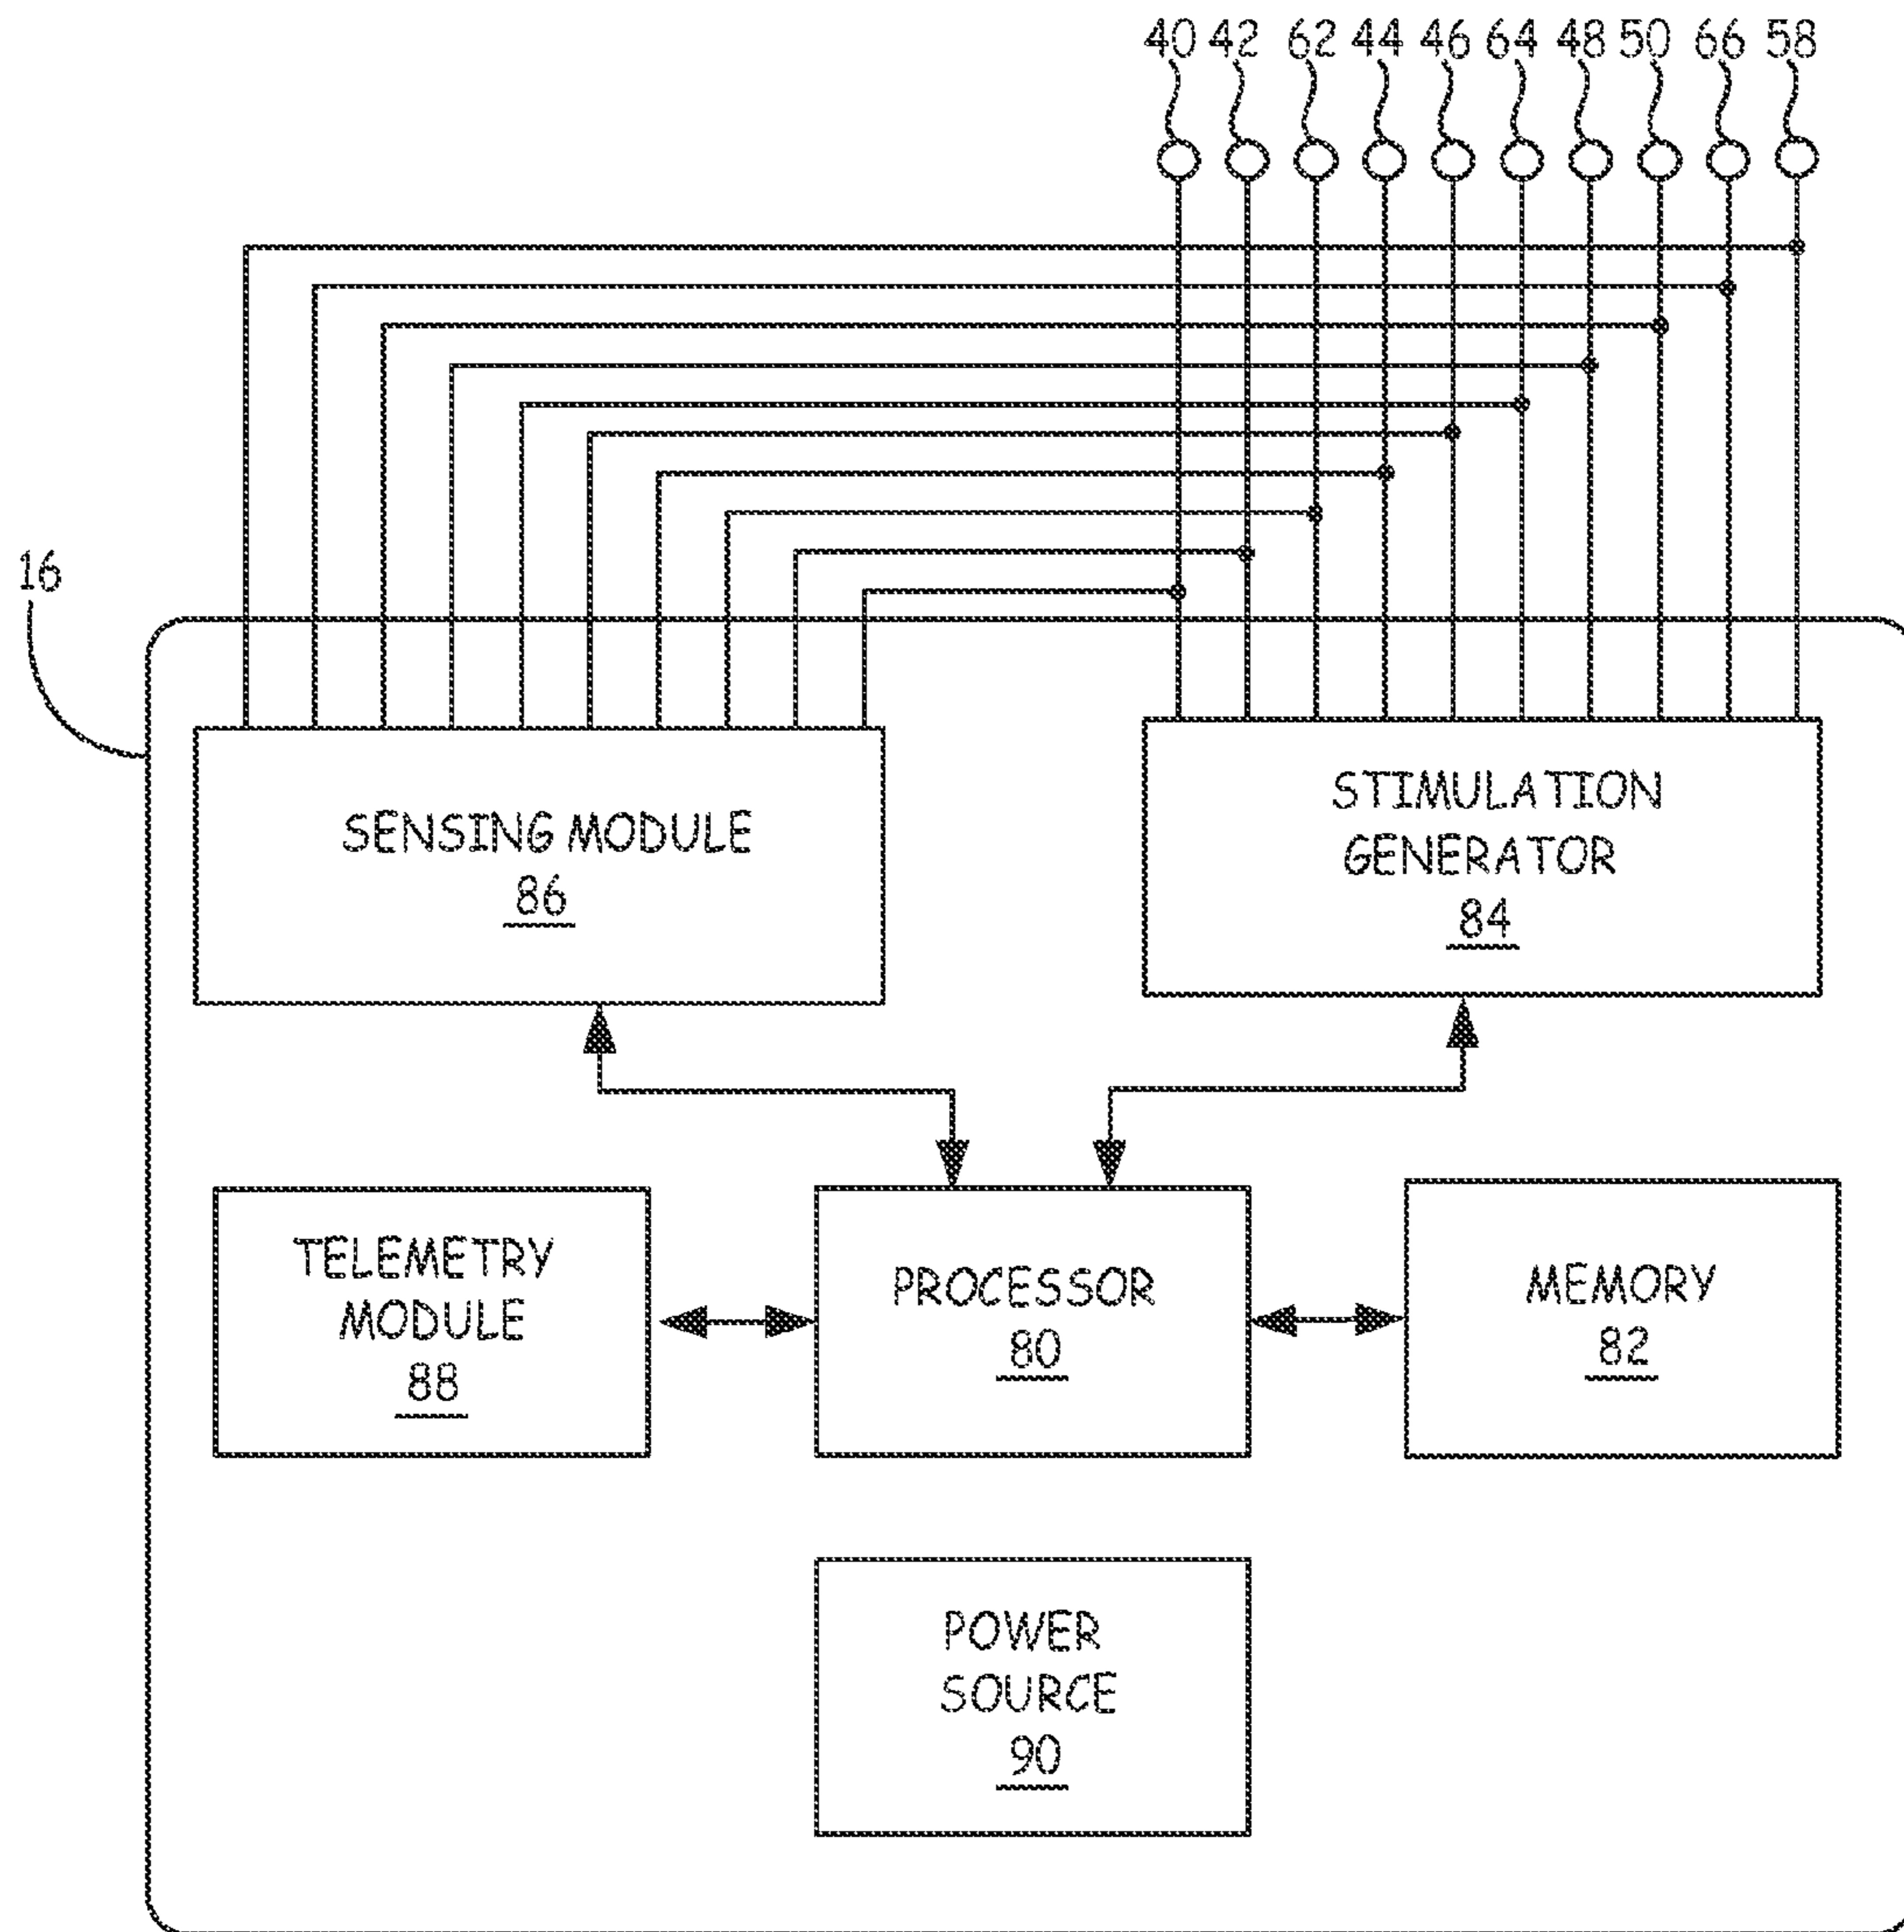 40 42 62 44 46 64 48 50 66 58
16
SENSING MODULE
86
STIMULATION
GENERATOR
84
TELEMETRY
MODULE
88
PROCESSOR
80
MEMORY
82
POWER
SOURCE
90